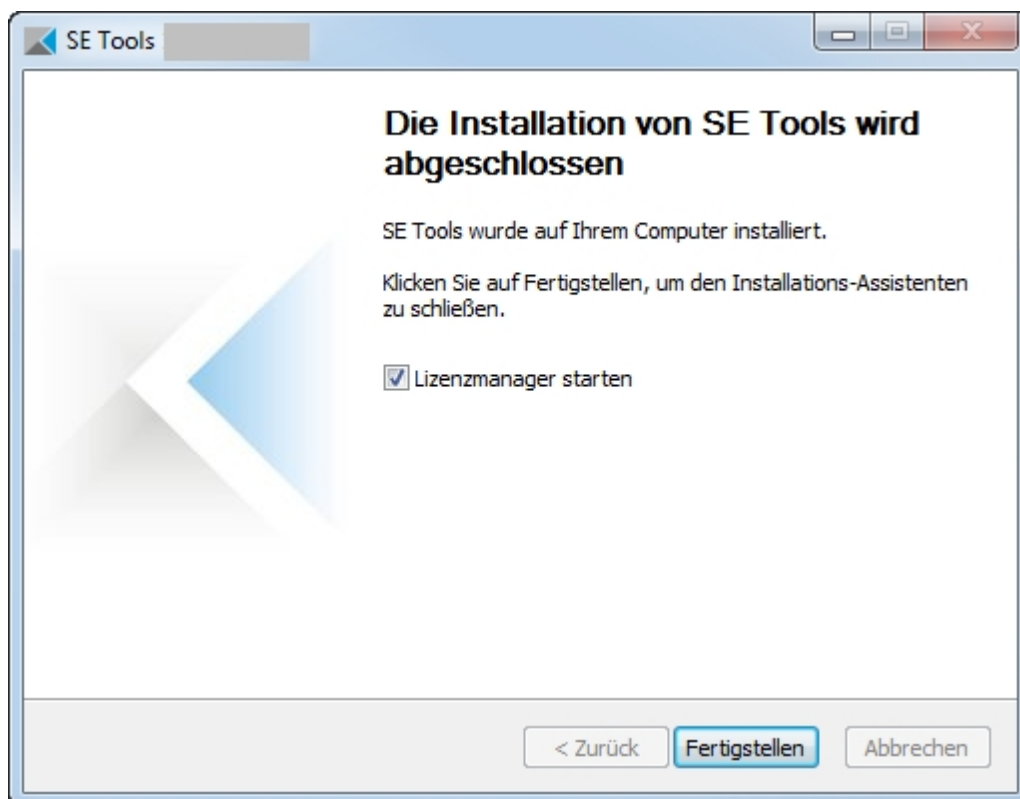 SE Tools
Die Installation von SE Tools wird
abgeschlossen
SE Tools wurde auf Ihrem Computer installiert.
Klicken Sie auf Fertigstellen, um den Installations-Assistenten
zu schließen.
Lizenzmanager starten
< Zurück Fertigstellen Abbrechen